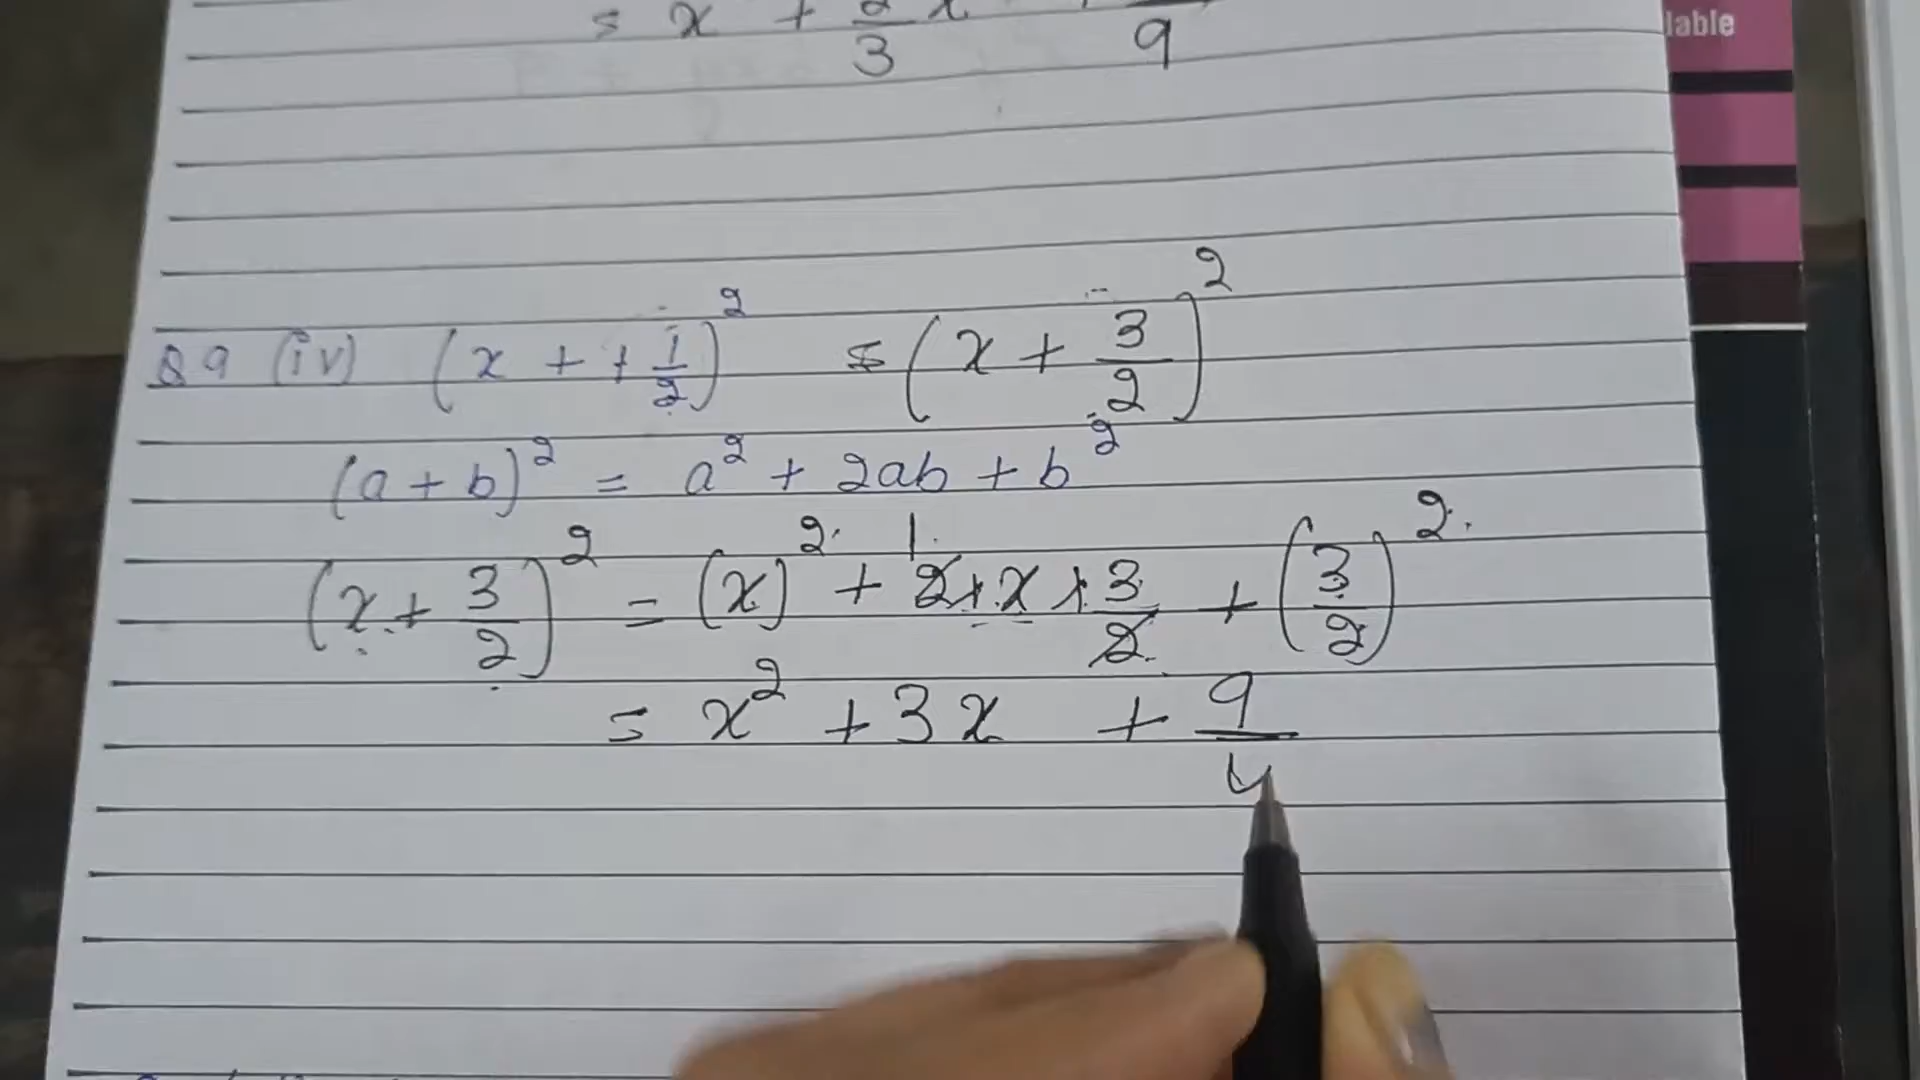 = x + 2/3 x 9
lable
Q9 (iv) (x + + 1/2)² = (x + 3/2)²
(a + b)² = a² + 2ab + b²
(x + 3/2)² = (x)² + 2 1 × x × 3/2 + (3/2)²
= x² + 3x + 9/4